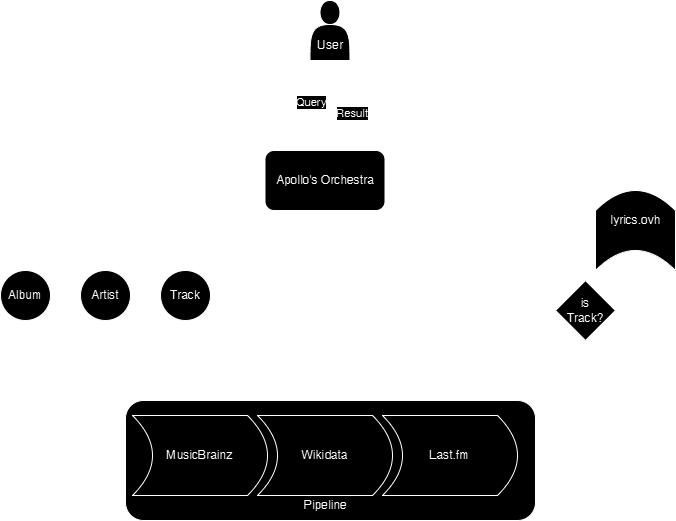 User
Query
Result
Apollo's Orchestra
lyrics.ovh
Album
Artist
Track
is
Track?
MusicBrainz
Wikidata
Last.fm
Pipeline